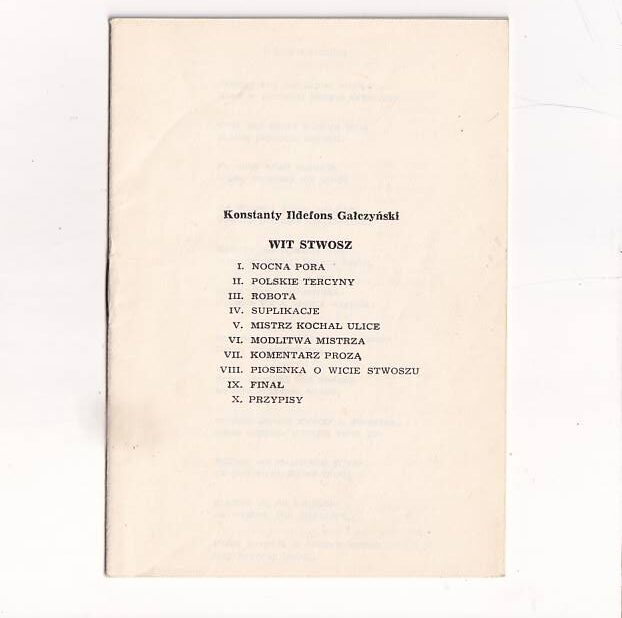 Konstanty Ildefons Gałczyński
WIT STWOSZ
I. NOCNA PORA
II. POLSKIE TERCYNY
III. ROBOTA
IV. SUPLIKACJE
V. MISTRZ KOCHAŁ ULICE
VI. MODLITWA MISTRZA
VII. KOMENTARZ PROZĄ
VIII. PIOSENKA O WICIE STWOSZU
IX. FINAŁ
X. PRZYPISY